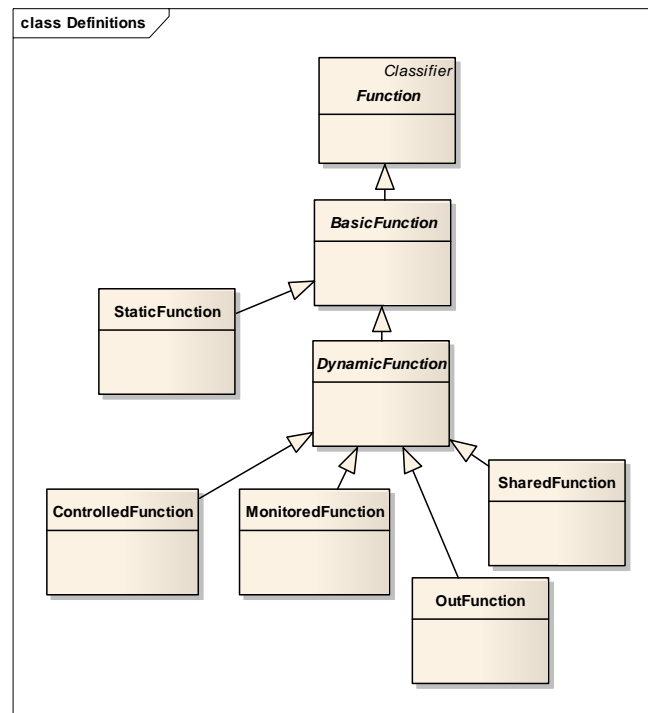 class Definitions
Classifier
Function
BasicFunction
StaticFunction
DynamicFunction
ControlledFunction
MonitoredFunction
SharedFunction
OutFunction